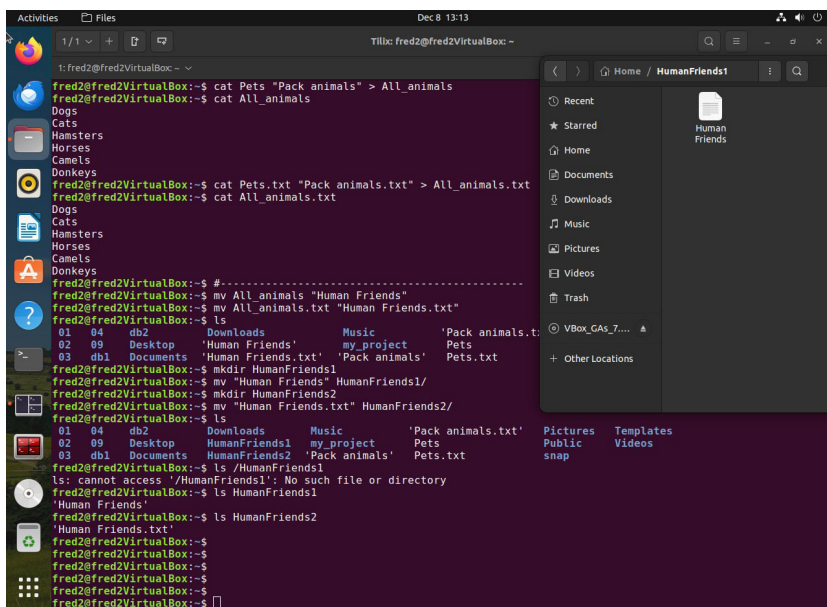 Activities Files Dec 8 13:13
1/1 Tilix: fred2@fred2VirtualBox: ~
1: fred2@fred2VirtualBox: ~
fred2@fred2VirtualBox:~$ cat Pets "Pack animals" > All_animals
fred2@fred2VirtualBox:~$ cat All_animals
Dogs
Cats
Hamsters
Horses
Camels
Donkeys
fred2@fred2VirtualBox:~$ cat Pets.txt "Pack animals.txt" > All_animals.txt
fred2@fred2VirtualBox:~$ cat All_animals.txt
Dogs
Cats
Hamsters
Horses
Camels
Donkeys
fred2@fred2VirtualBox:~$ #-----------------------------------------------
fred2@fred2VirtualBox:~$ mv All_animals "Human Friends"
fred2@fred2VirtualBox:~$ mv All_animals.txt "Human Friends.txt"
fred2@fred2VirtualBox:~$ ls
01 04 db2 Downloads Music 'Pack animals.t
02 09 Desktop 'Human Friends' my_project Pets
03 db1 Documents 'Human Friends.txt' 'Pack animals' Pets.txt
fred2@fred2VirtualBox:~$ mkdir HumanFriends1
fred2@fred2VirtualBox:~$ mv "Human Friends" HumanFriends1/
fred2@fred2VirtualBox:~$ mkdir HumanFriends2
fred2@fred2VirtualBox:~$ mv "Human Friends.txt" HumanFriends2/
fred2@fred2VirtualBox:~$ ls
01 04 db2 Downloads Music 'Pack animals.txt' Pictures Templates
02 09 Desktop HumanFriends1 my_project Pets Public Videos
03 db1 Documents HumanFriends2 'Pack animals' Pets.txt snap
fred2@fred2VirtualBox:~$ ls /HumanFriends1
ls: cannot access '/HumanFriends1': No such file or directory
fred2@fred2VirtualBox:~$ ls HumanFriends1
'Human Friends'
fred2@fred2VirtualBox:~$ ls HumanFriends2
'Human Friends.txt'
fred2@fred2VirtualBox:~$
fred2@fred2VirtualBox:~$
fred2@fred2VirtualBox:~$
fred2@fred2VirtualBox:~$
fred2@fred2VirtualBox:~$
Home / HumanFriends1
Recent
Starred
Home
Documents
Downloads
Music
Pictures
Videos
Trash
VBox_GAs_7....
+ Other Locations
Human
Friends